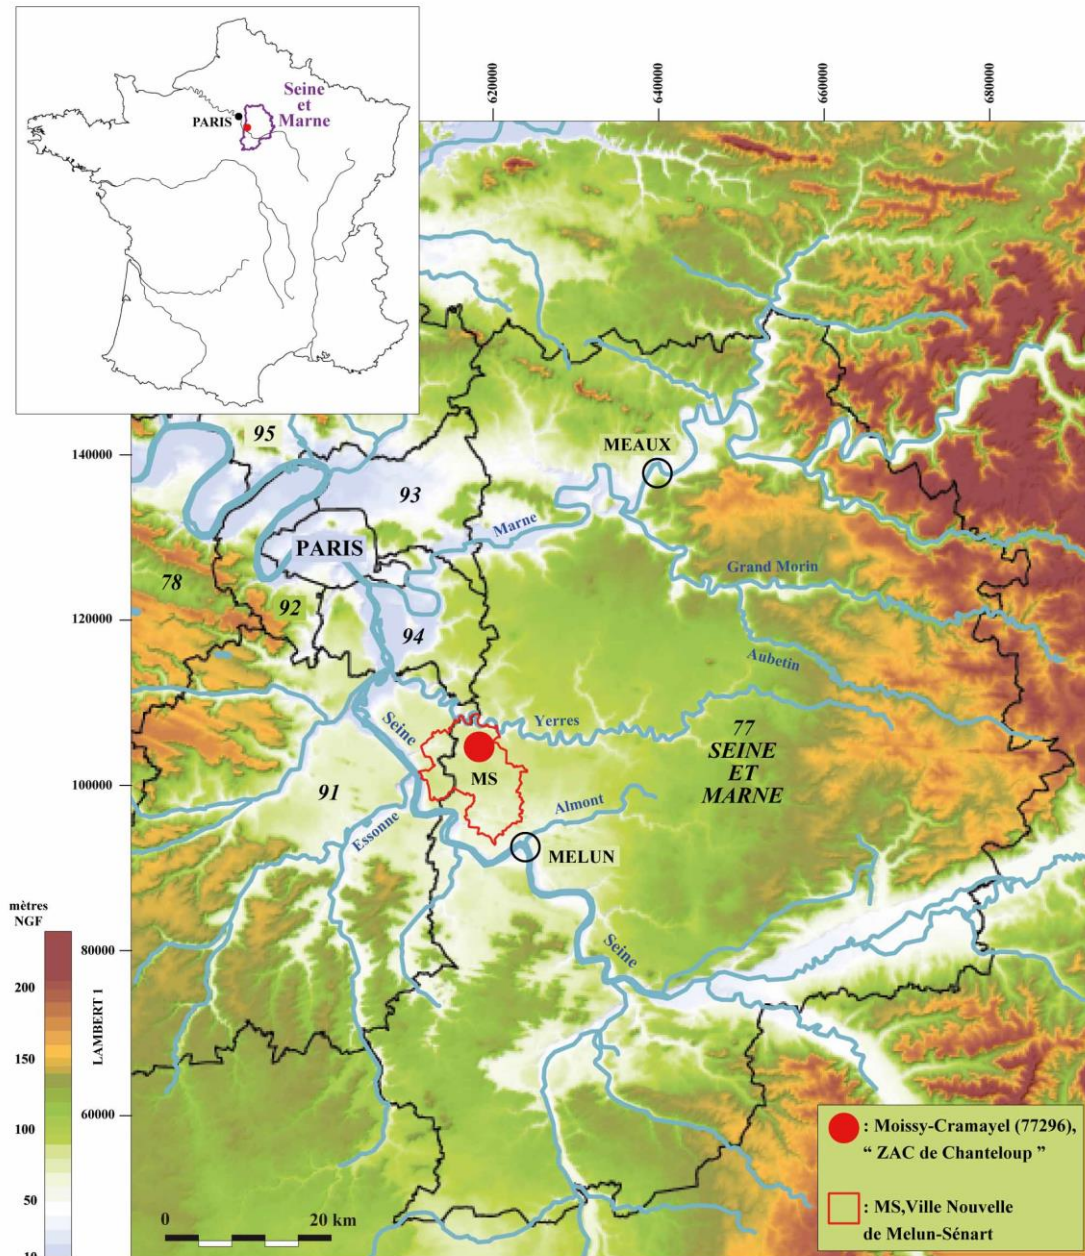 Seine
et
Marne
PARIS
620000
640000
660000
680000
95
140000
MEAUX
93
Marne
PARIS
Grand Morin
78
92
120000
94
Aubetin
Seine
Yerres
77
SEINE
ET
MARNE
MS
100000
91
Almont
Essonne
MELUN
mètres
NGF
Seine
80000
200
LAMBERT 1
150
60000
100
: Moissy-Cramayel (77296),
“ ZAC de Chanteloup ”
50
: MS,Ville Nouvelle
de Melun-Sénart
0 20 km
10